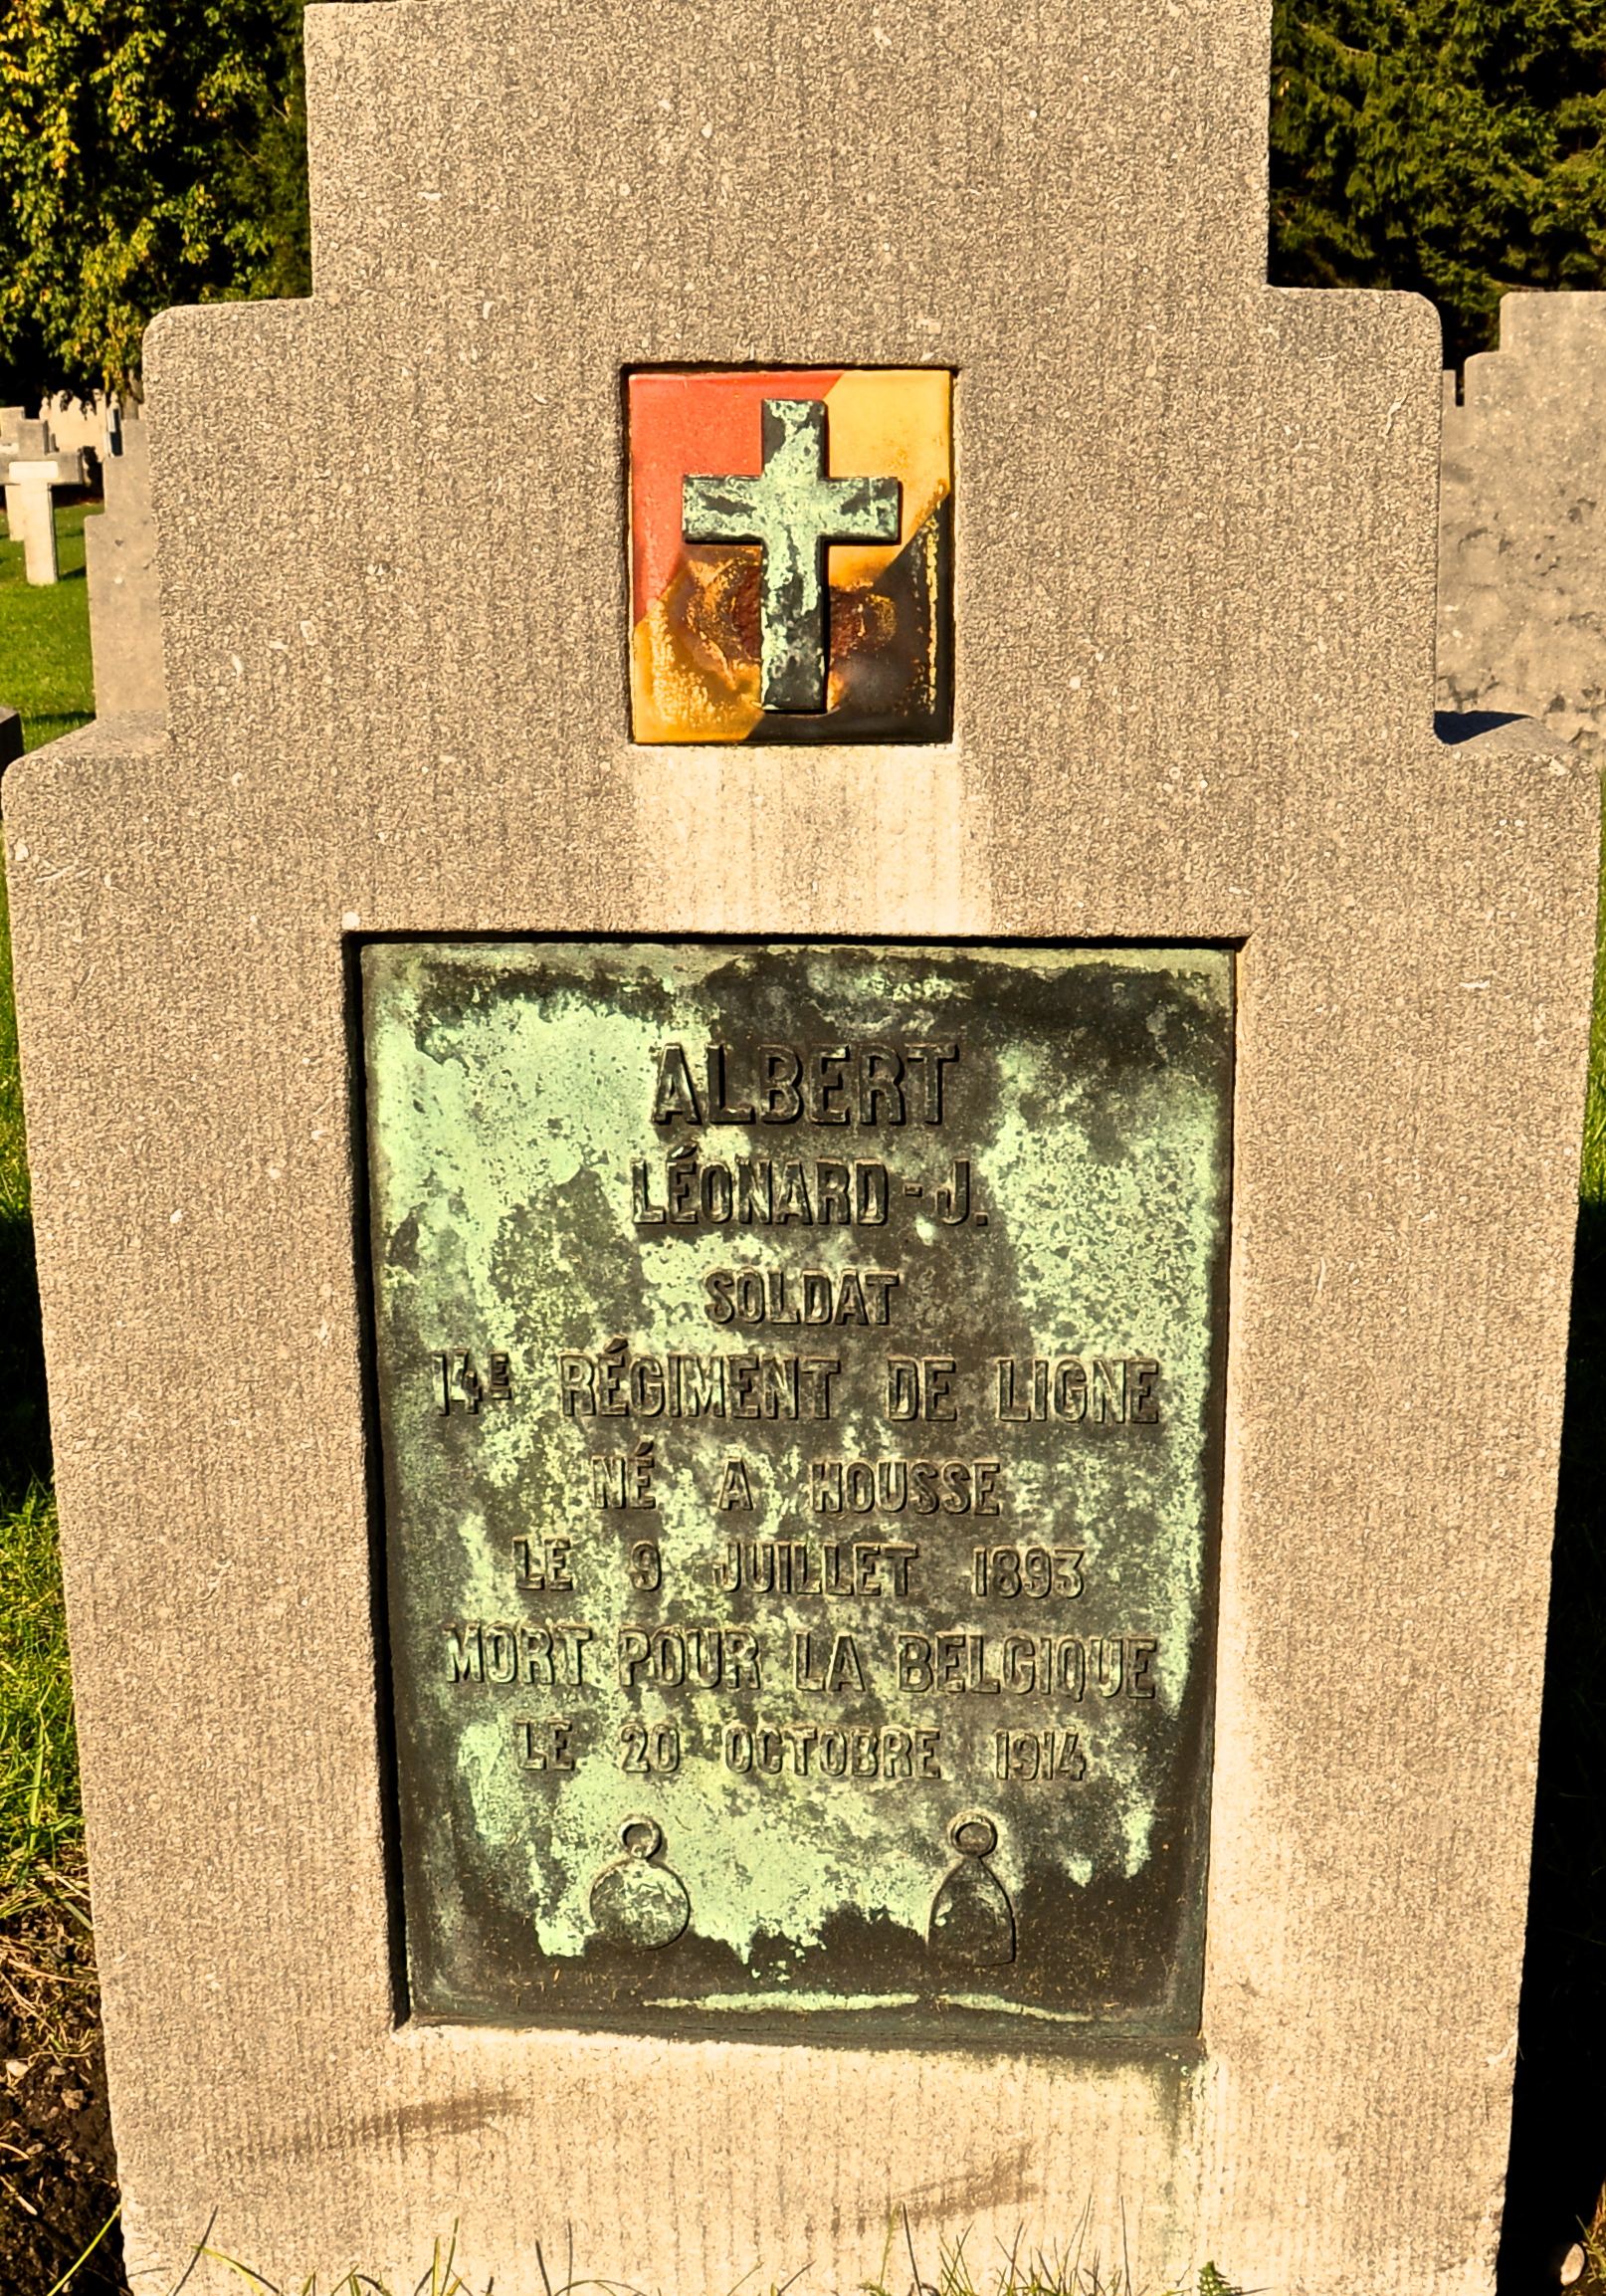 ALBERT
LÉONARD-J.
SOLDAT
14E RÉGIMENT DE LIGNE
NÉ A HOUSSE
LE 9 JUILLET 1893
MORT POUR LA BELGIQUE
LE 20 OCTOBRE 1914